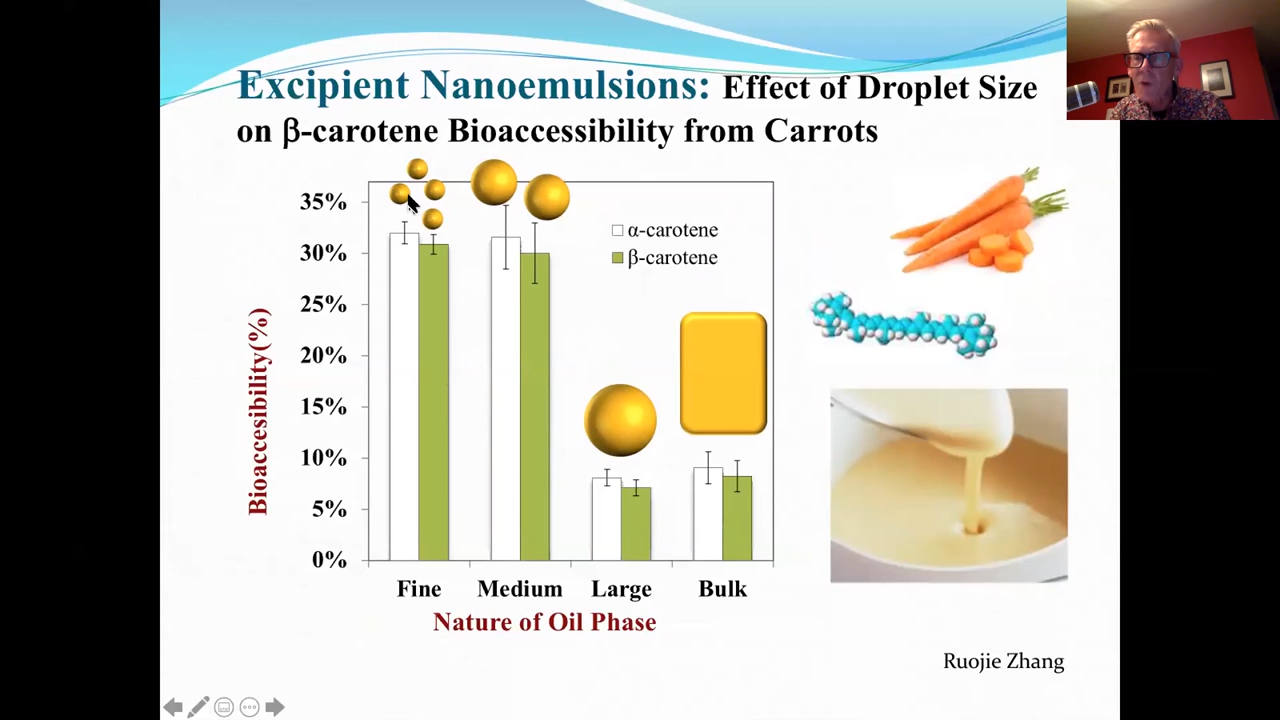 Excipient Nanoemulsions: Effect of Droplet Size
on β-carotene Bioaccessibility from Carrots
35%
30%
25%
20%
15%
10%
5%
0%
Bioaccesibility(%)
α-carotene
β-carotene
Fine
Medium
Large
Bulk
Nature of Oil Phase
Ruojie Zhang